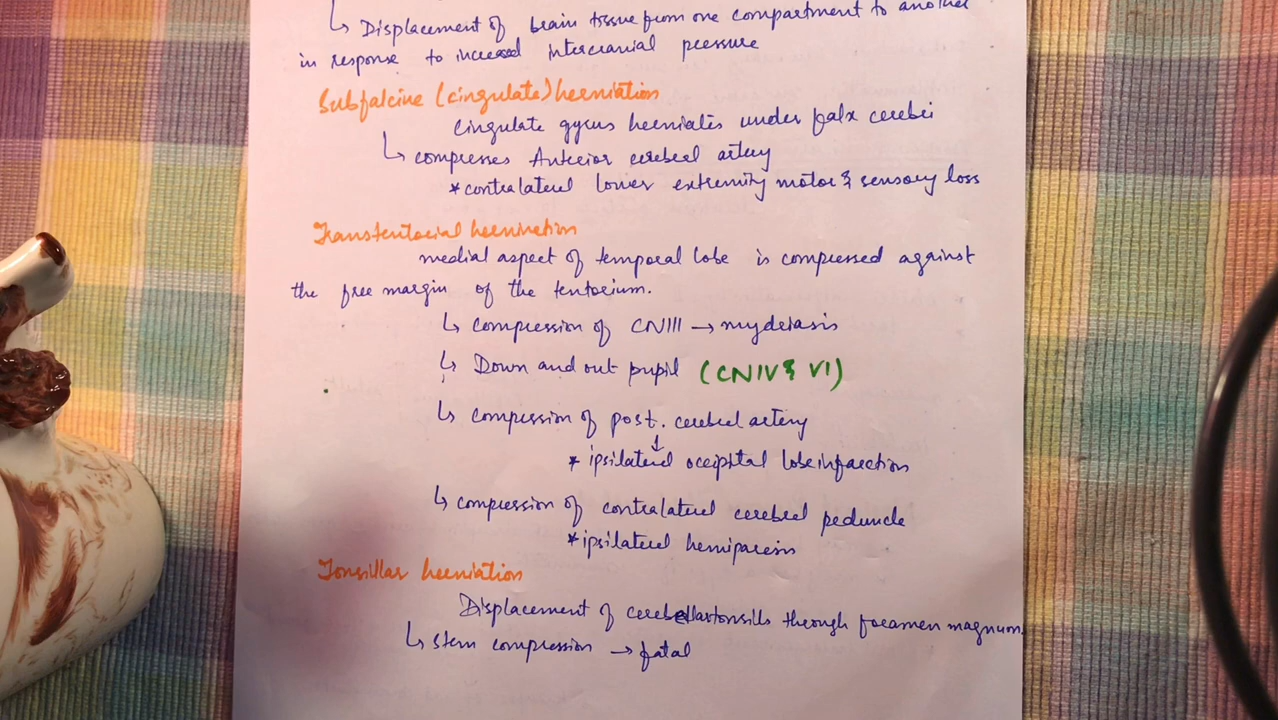 ↳ Displacement of brain tissue from one compartment to another
in response to increased intercranial pressure
Subfalcine (cingulate) herniation
cingulate gyrus herniates under falx cerebri
↳ compresses Anterior cerebral artery
* contralateral lower extremity motor & sensory loss
Transtentorial herniation
medial aspect of temporal lobe is compressed against
the free margin of the tentorium.
↳ compression of CNIII → mydriasis
↳ Down and out pupil (CNIV & VI)
↳ compression of post. cerebral artery
↓
* ipsilateral occipital lobe infarction
↳ compression of contralateral cerebral peduncle
* ipsilateral hemiparesis
Tonsillar herniation
Displacement of cerebellar tonsills through foramen magnum.
↳ stem compression → fatal